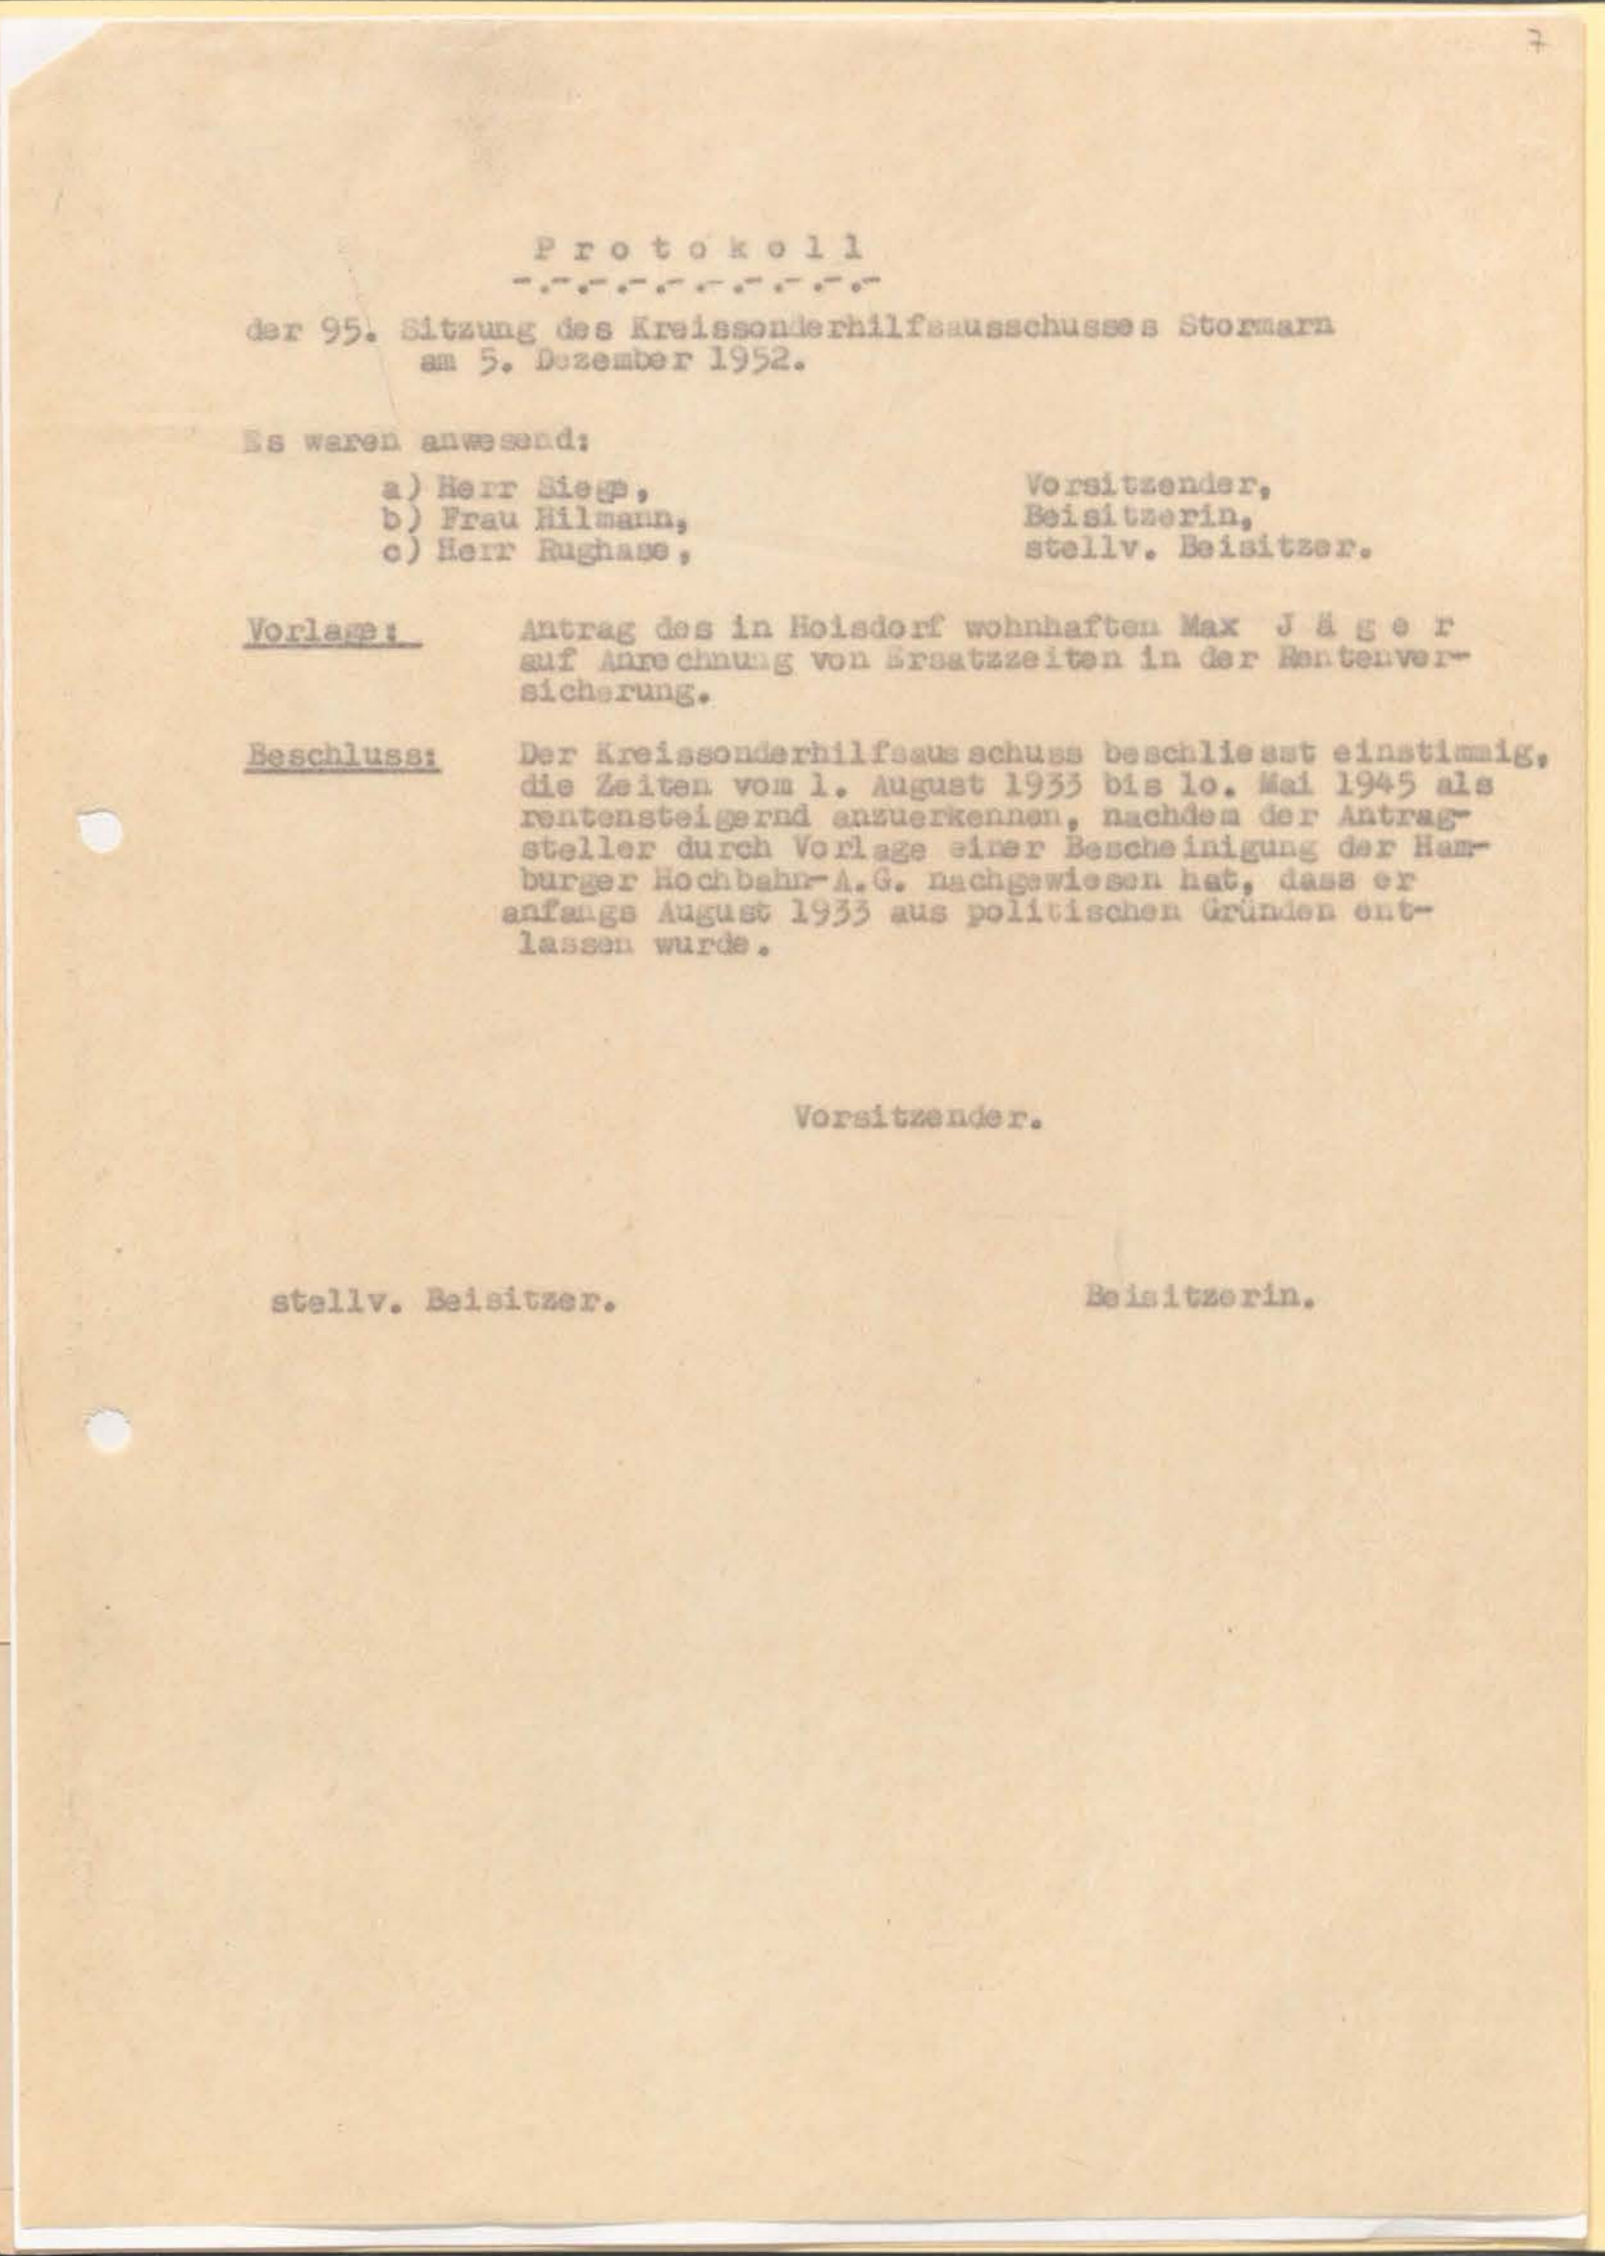 7
P r o t o k o l l
-.-.-.-.-.-.-.-.-.-
der 95. Sitzung des Kreissonderhilfsausschusses Stormarn
am 5. Dezember 1952.
Es waren anwesend:
a) Herr Siege, Vorsitzender,
b) Frau Hilmann, Beisitzerin,
c) Herr Rughase, stellv. Beisitzer.
Vorlage: Antrag des in Hoisdorf wohnhaften Max J ä g e r
auf Anrechnung von Ersatzzeiten in der Rentenver-
sicherung.
Beschluss: Der Kreissonderhilfsausschuss beschliesst einstimmig,
die Zeiten vom 1. August 1933 bis 1o. Mai 1945 als
rentensteigernd anzuerkennen, nachdem der Antrag-
steller durch Vorlage einer Bescheinigung der Ham-
burger Hochbahn-A.G. nachgewiesen hat, dass er
anfangs August 1933 aus politischen Gründen ent-
lassen wurde.
Vorsitzender.
stellv. Beisitzer. Beisitzerin.